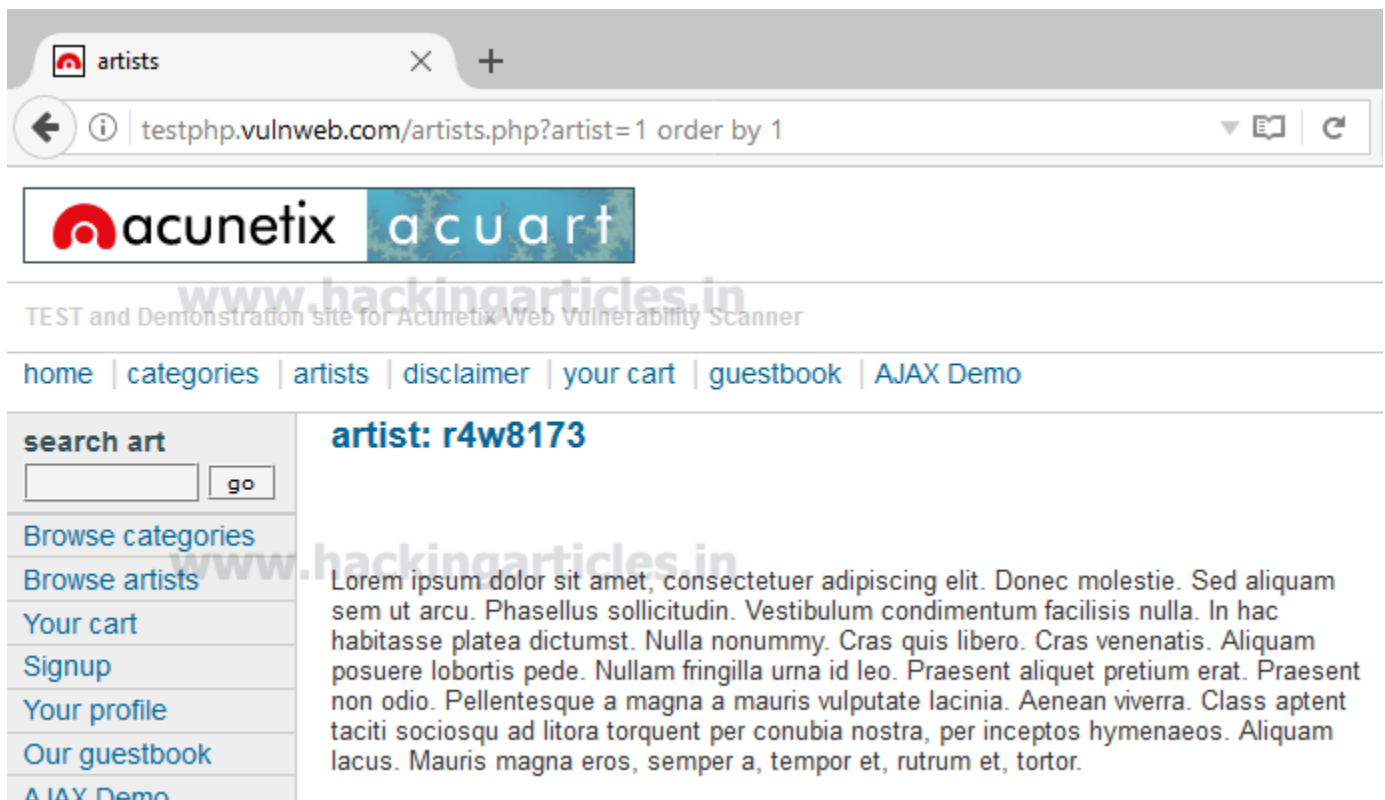 artists
testphp.vulnweb.com/artists.php?artist=1 order by 1
acunetix acuart
www.hackingarticles.in
TEST and Demonstration site for Acunetix Web Vulnerability Scanner
home | categories | artists | disclaimer | your cart | guestbook | AJAX Demo
search art
go
Browse categories
Browse artists
Your cart
Signup
Your profile
Our guestbook
AJAX Demo
artist: r4w8173
www.hackingarticles.in
Lorem ipsum dolor sit amet, consectetuer adipiscing elit. Donec molestie. Sed aliquam
sem ut arcu. Phasellus sollicitudin. Vestibulum condimentum facilisis nulla. In hac
habitasse platea dictumst. Nulla nonummy. Cras quis libero. Cras venenatis. Aliquam
posuere lobortis pede. Nullam fringilla urna id leo. Praesent aliquet pretium erat. Praesent
non odio. Pellentesque a magna a mauris vulputate lacinia. Aenean viverra. Class aptent
taciti sociosqu ad litora torquent per conubia nostra, per inceptos hymenaeos. Aliquam
lacus. Mauris magna eros, semper a, tempor et, rutrum et, tortor.